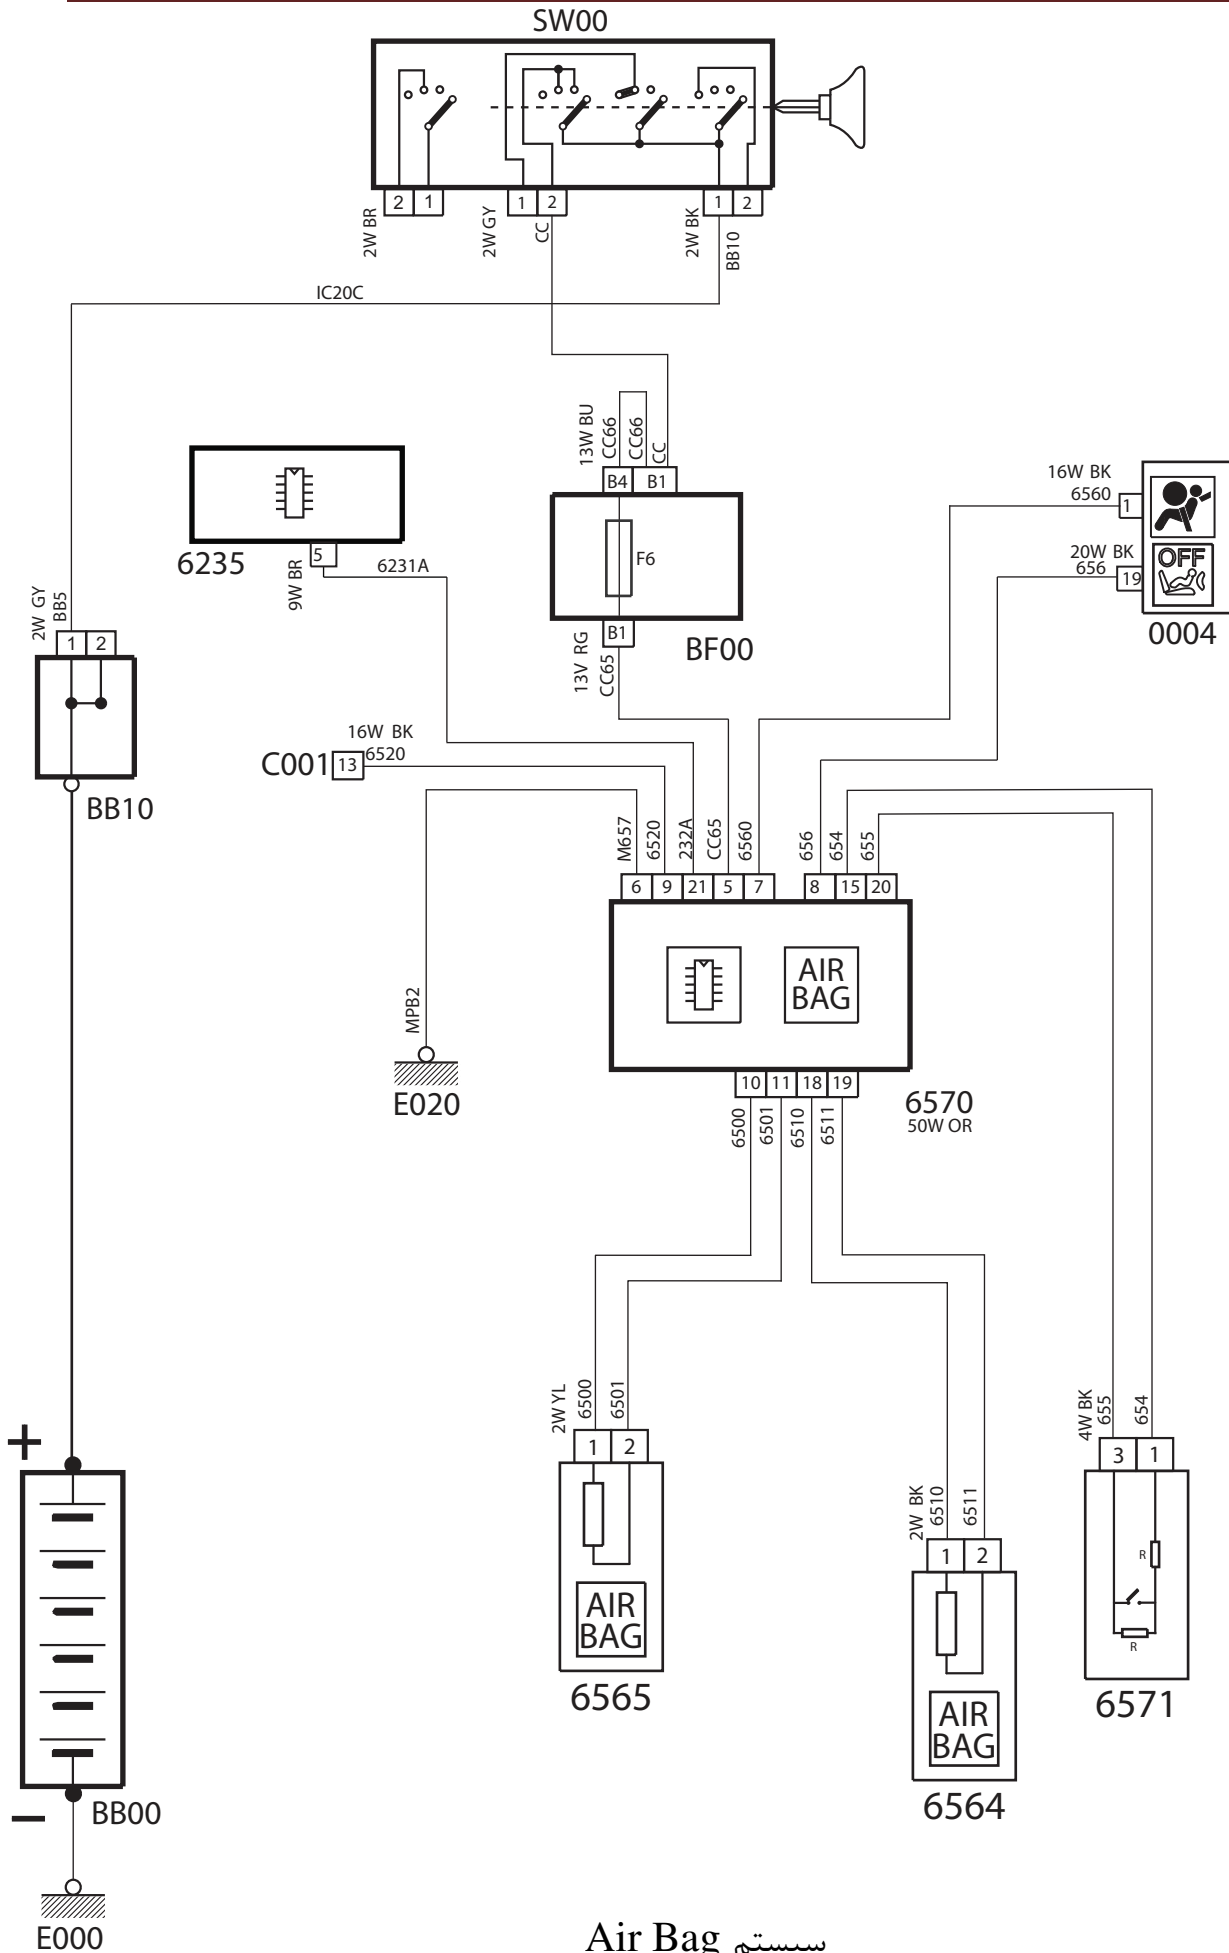 SW00
2 1 1 2 1 2
2W BR
2W GY
CC
2W BK
BB10
IC20C
13W BU
CC66
CC66
CC
B4 B1
F6
B1
BF00
13V RG
CC65
6235
5
9W BR
6231A
16W BK
6560
1
20W BK
656
19
OFF
0004
2W GY
BB5
1 2
BB10
16W BK
C001 13 6520
M657
6520
232A
CC65
6560
656
654
655
6 9 21 5 7 8 15 20
AIR
BAG
MPB2
E020
10 11 18 19
6570
50W OR
6500
6501
6510
6511
2W YL
6500
6501
1 2
AIR
BAG
6565
2W BK
6510
6511
1 2
AIR
BAG
6564
4W BK
655
654
3 1
R
R
6571
+
−
BB00
E000
سیستم Air Bag